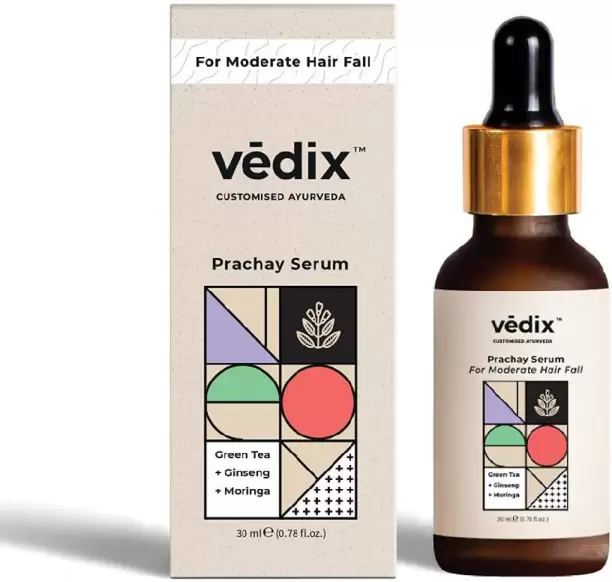 For Moderate Hair Fall
vēdix™
CUSTOMISED AYURVEDA
Prachay Serum
Green Tea
+ Ginseng
+ Moringa
30 ml℮(0.78 fl.oz.)
vēdix™
CUSTOMISED AYURVEDA
Prachay Serum
For Moderate Hair Fall
Green Tea
+ Ginseng
+ Moringa
30 ml℮(0.78 fl.oz.)